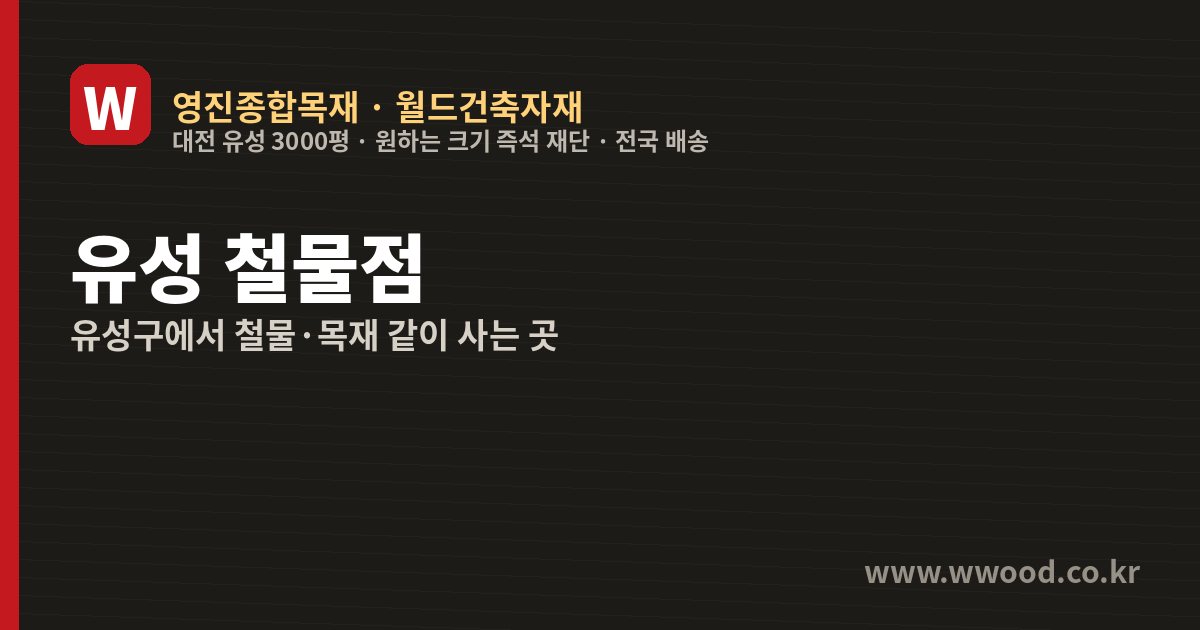 W
영진종합목재 · 월드건축자재
대전 유성 3000평 · 원하는 크기 즉석 재단 · 전국 배송
유성 철물점
유성구에서 철물·목재 같이 사는 곳
www.wwood.co.kr